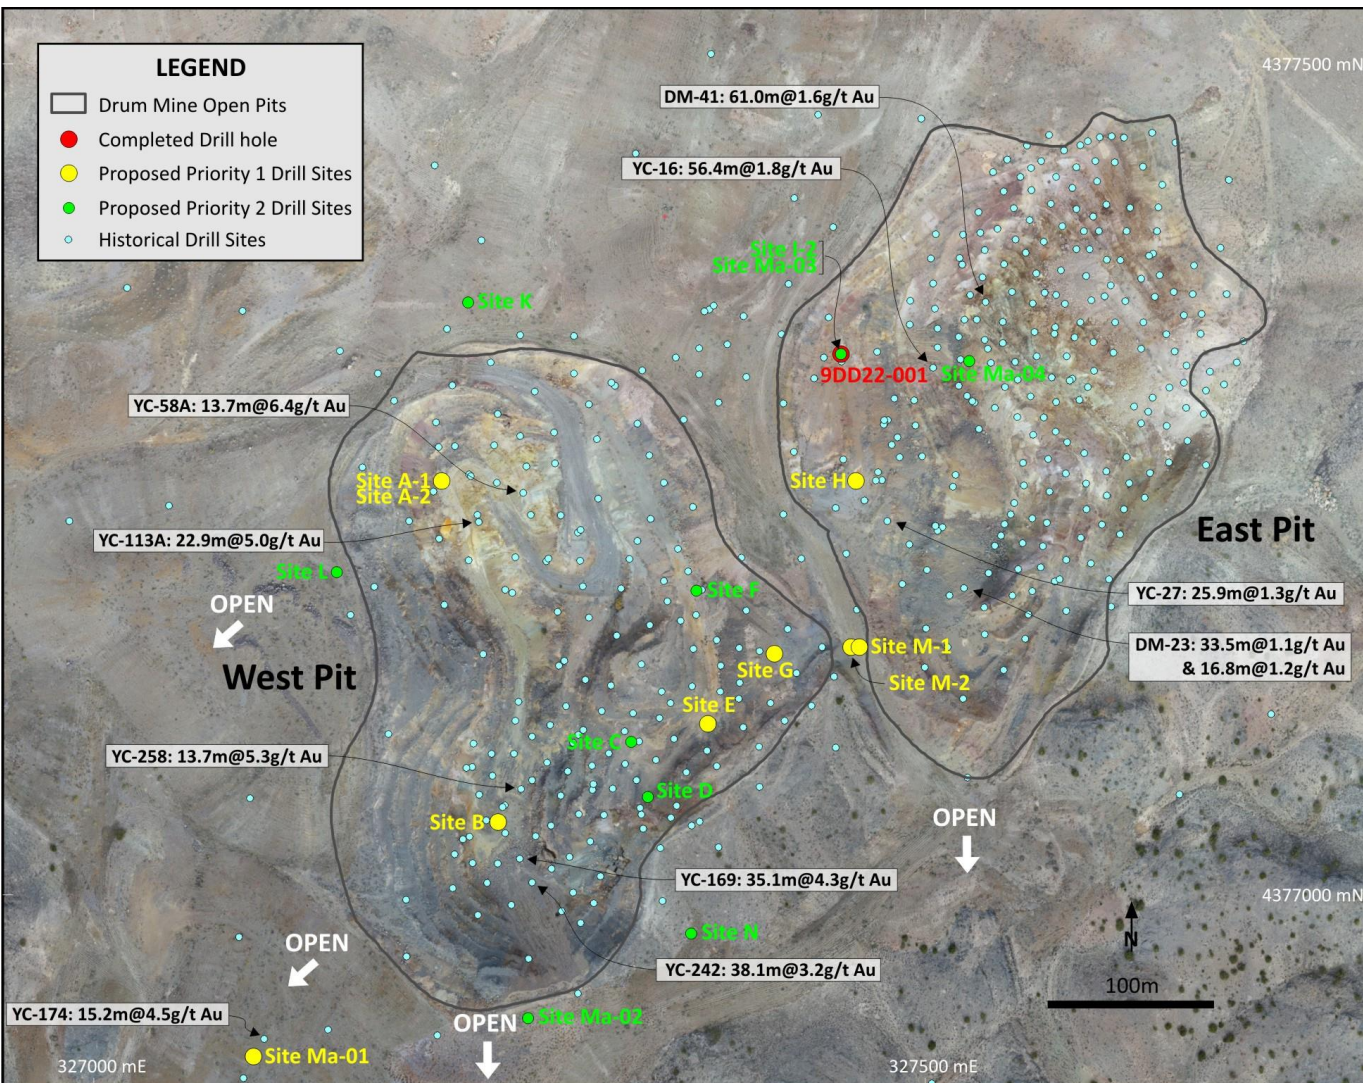 LEGEND
Drum Mine Open Pits
Completed Drill hole
Proposed Priority 1 Drill Sites
Proposed Priority 2 Drill Sites
Historical Drill Sites
4377500 mN
DM-41: 61.0m@1.6g/t Au
YC-16: 56.4m@1.8g/t Au
Site I-2
Site Ma-03
Site K
9DD22-001
Site Ma-04
YC-58A: 13.7m@6.4g/t Au
Site A-1
Site A-2
Site H
YC-113A: 22.9m@5.0g/t Au
East Pit
Site L
Site F
YC-27: 25.9m@1.3g/t Au
OPEN
DM-23: 33.5m@1.1g/t Au
& 16.8m@1.2g/t Au
Site M-1
Site G
West Pit
Site M-2
Site E
Site C
YC-258: 13.7m@5.3g/t Au
Site D
Site B
OPEN
YC-169: 35.1m@4.3g/t Au
4377000 mN
Site N
N
OPEN
YC-242: 38.1m@3.2g/t Au
100m
YC-174: 15.2m@4.5g/t Au
OPEN
Site Ma-02
Site Ma-01
327000 mE
327500 mE